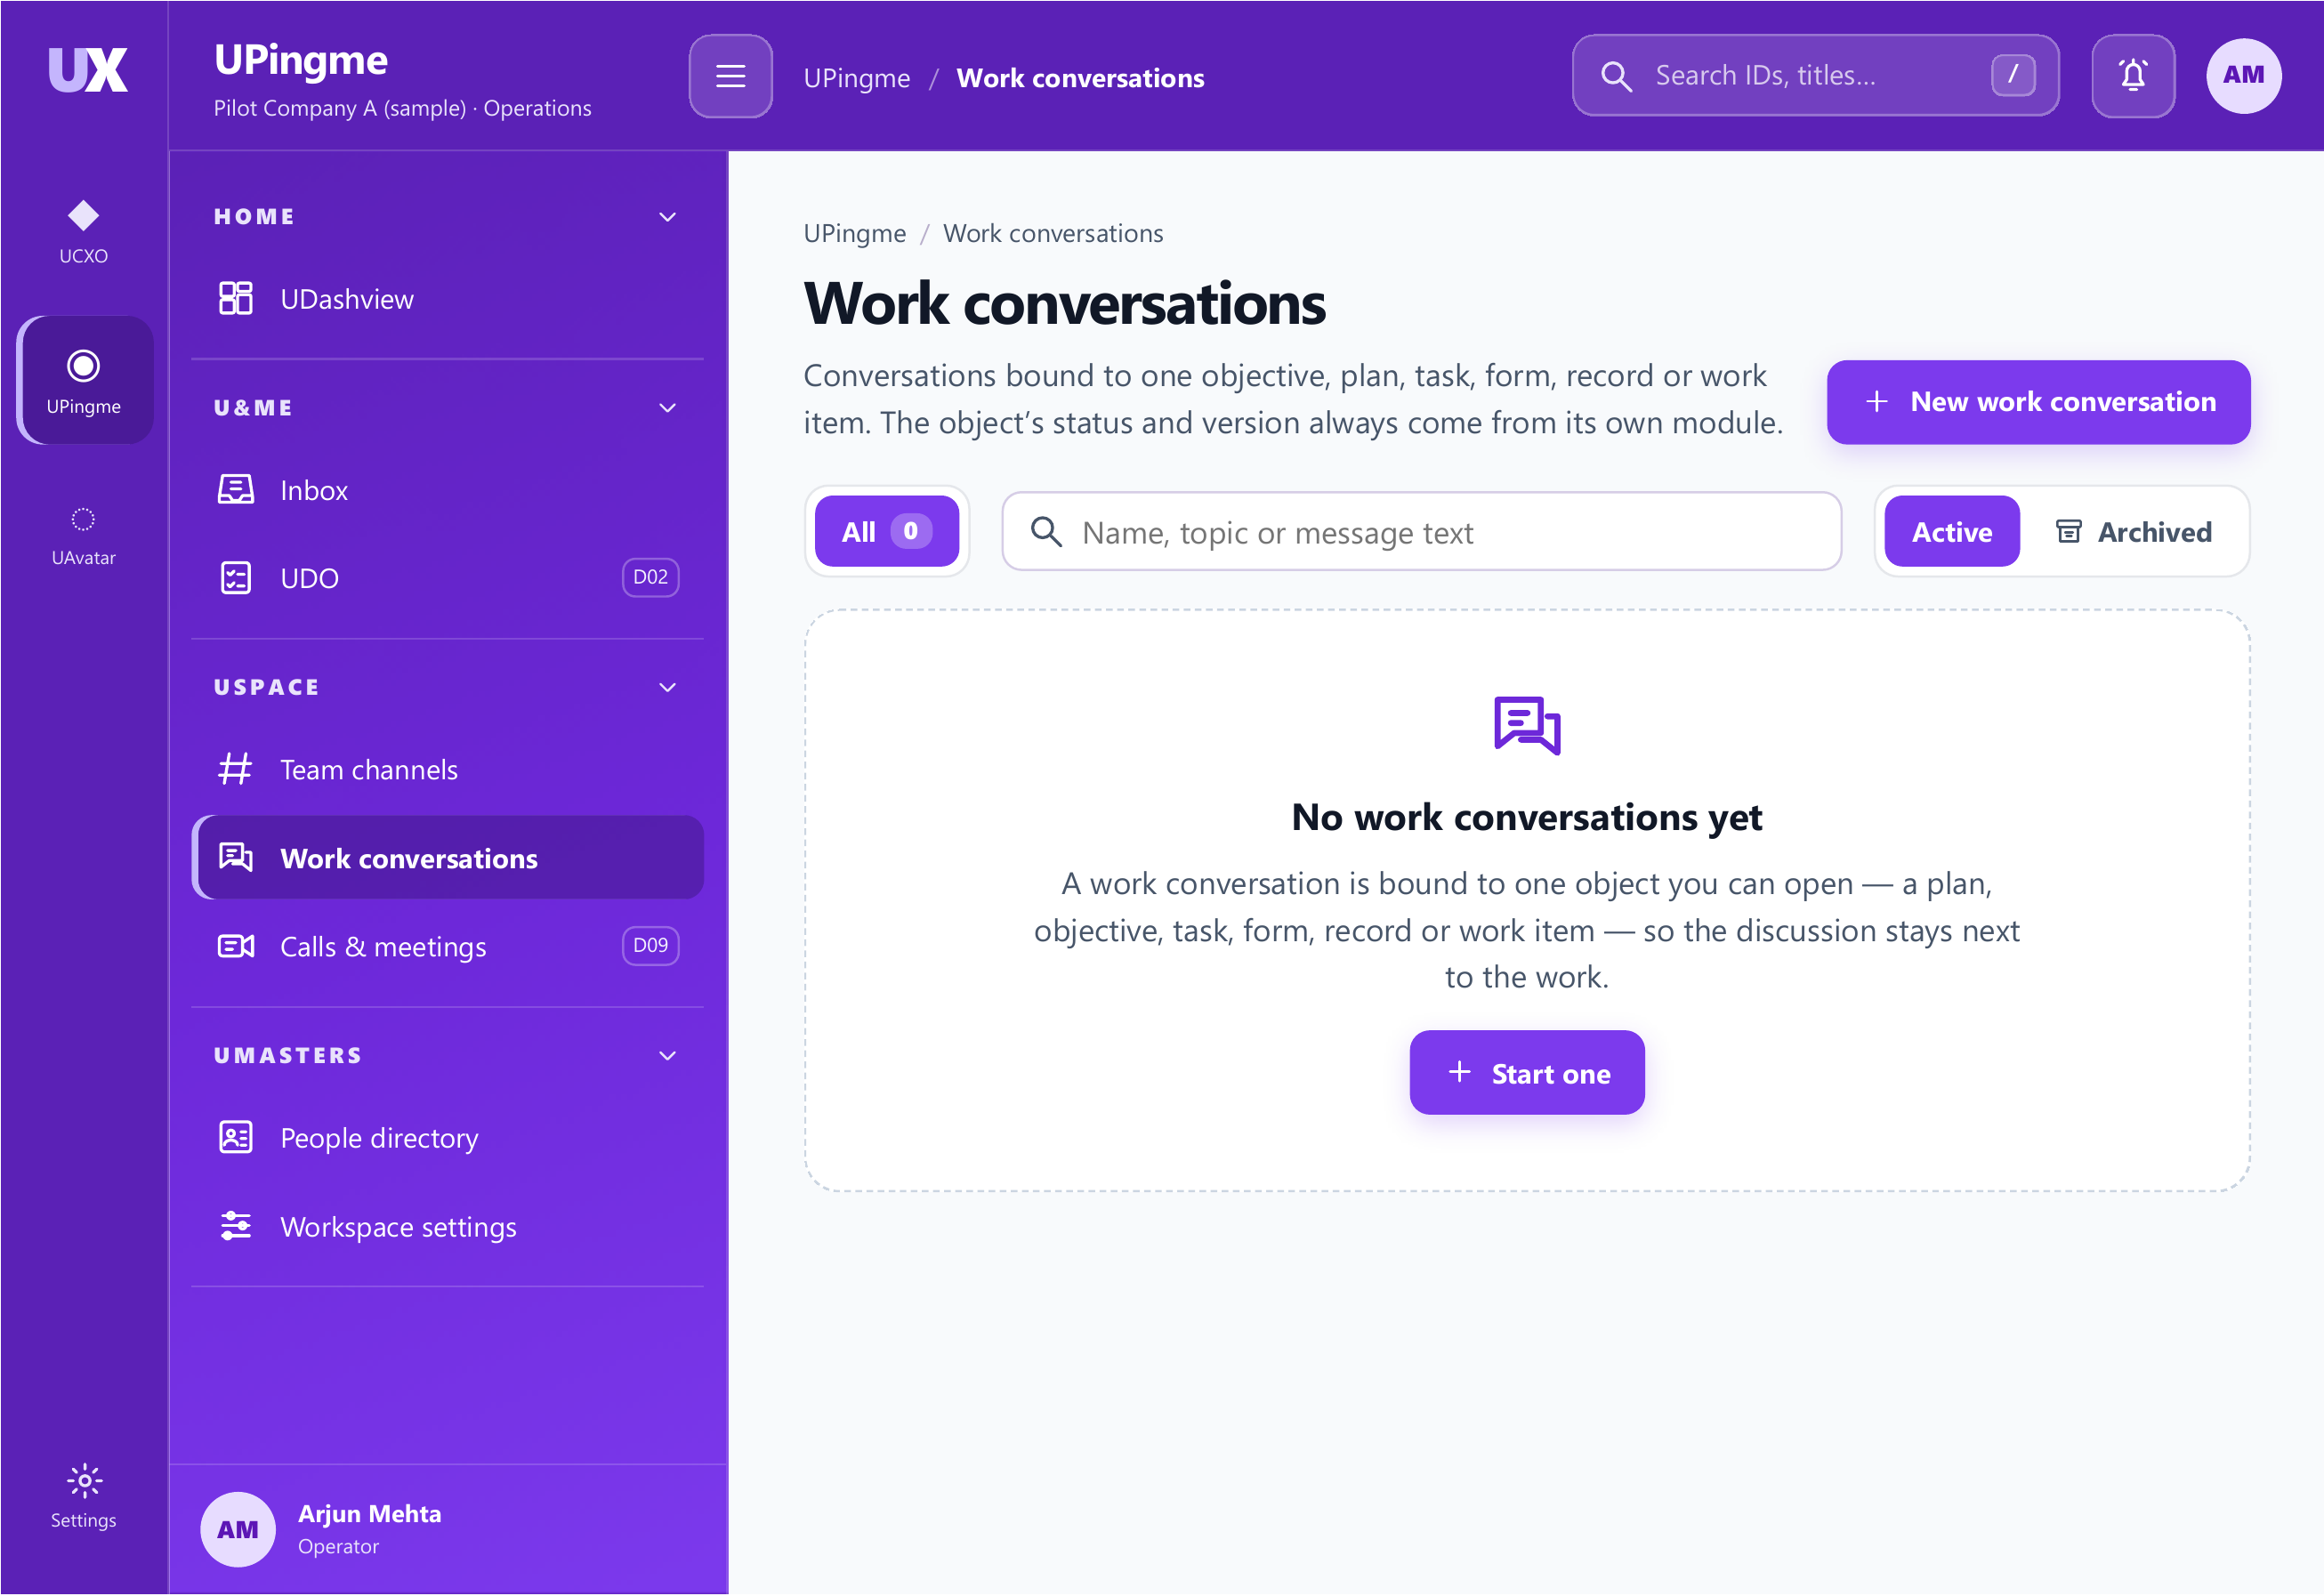 UX
UPingme
Pilot Company A (sample) · Operations
UPingme / Work conversations
Search IDs, titles... /
AM
UCXO
UPingme
UAvatar
Settings
HOME
UDashview
U&ME
Inbox
UDO D02
USPACE
Team channels
Work conversations
Calls & meetings D09
UMASTERS
People directory
Workspace settings
AM
Arjun Mehta
Operator
UPingme / Work conversations
Work conversations
Conversations bound to one objective, plan, task, form, record or work
item. The object’s status and version always come from its own module.
New work conversation
All 0
Name, topic or message text
Active
Archived
No work conversations yet
A work conversation is bound to one object you can open — a plan,
objective, task, form, record or work item — so the discussion stays next
to the work.
Start one